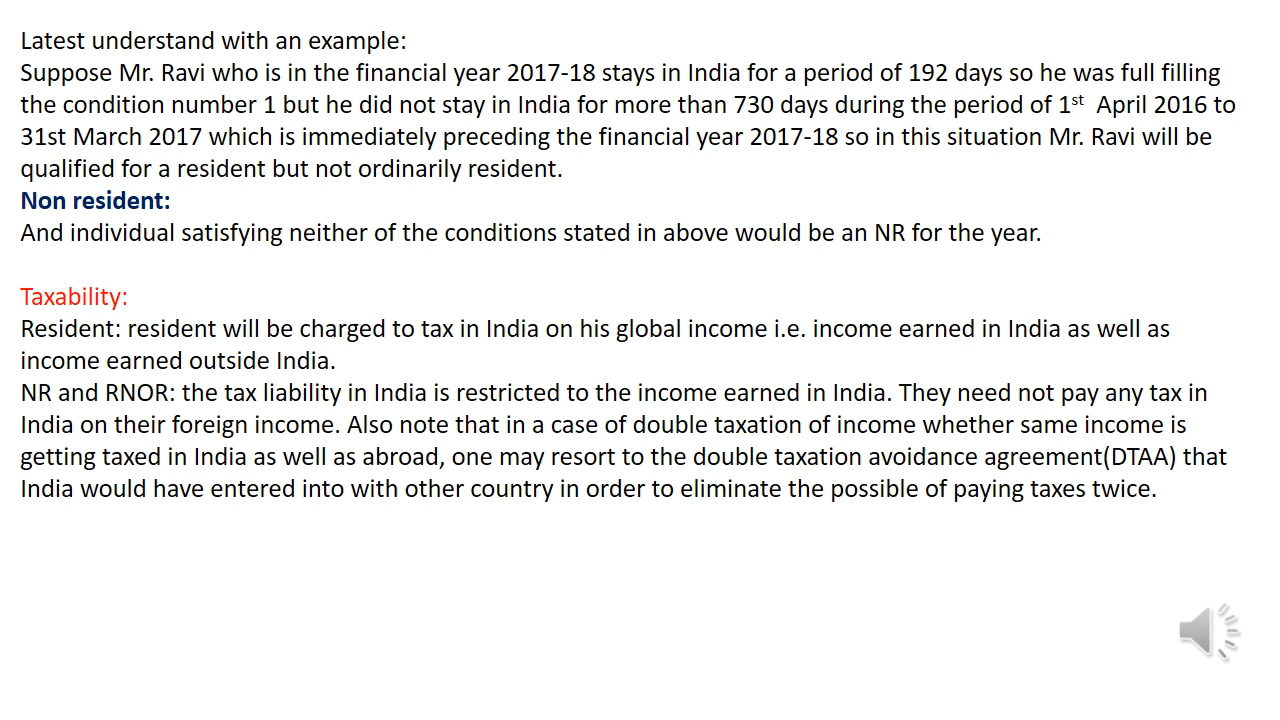 Latest understand with an example:
Suppose Mr. Ravi who is in the financial year 2017-18 stays in India for a period of 192 days so he was full filling
the condition number 1 but he did not stay in India for more than 730 days during the period of 1st April 2016 to
31st March 2017 which is immediately preceding the financial year 2017-18 so in this situation Mr. Ravi will be
qualified for a resident but not ordinarily resident.
Non resident:
And individual satisfying neither of the conditions stated in above would be an NR for the year.
Taxability:
Resident: resident will be charged to tax in India on his global income i.e. income earned in India as well as
income earned outside India.
NR and RNOR: the tax liability in India is restricted to the income earned in India. They need not pay any tax in
India on their foreign income. Also note that in a case of double taxation of income whether same income is
getting taxed in India as well as abroad, one may resort to the double taxation avoidance agreement(DTAA) that
India would have entered into with other country in order to eliminate the possible of paying taxes twice.